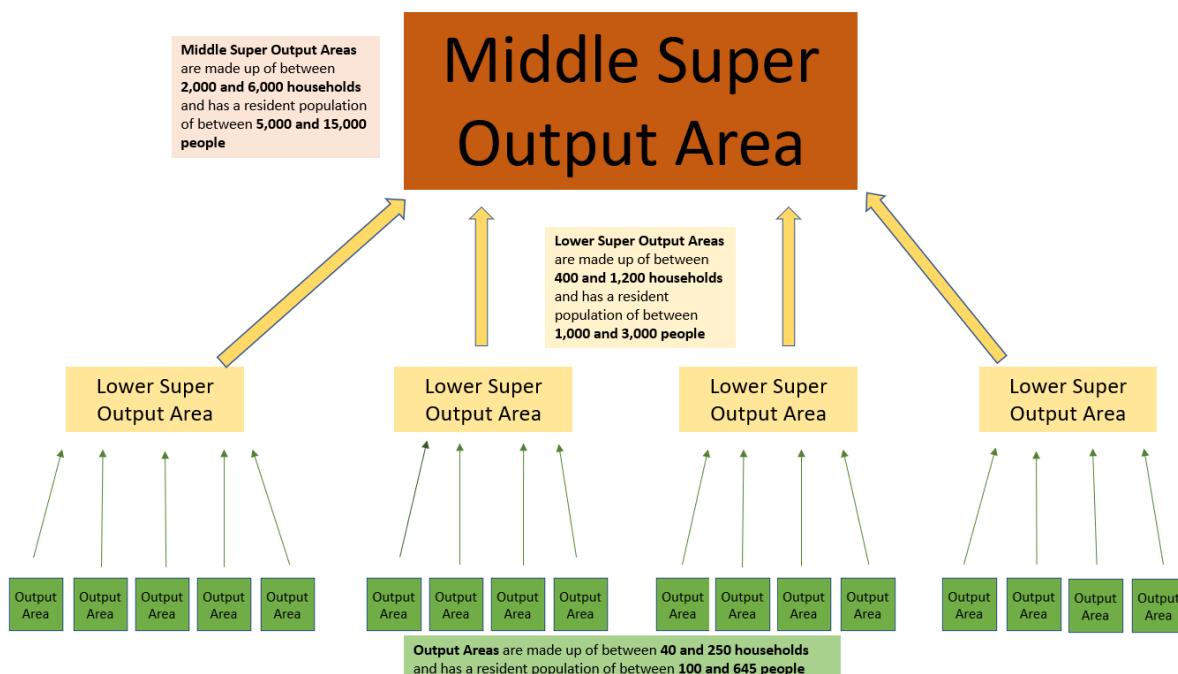 Middle Super Output Areas
are made up of between
2,000 and 6,000 households
and has a resident population
of between 5,000 and 15,000
people
Middle Super
Output Area
Lower Super Output Areas
are made up of between
400 and 1,200 households
and has a resident
population of between
1,000 and 3,000 people
Lower Super
Output Area
Lower Super
Output Area
Lower Super
Output Area
Lower Super
Output Area
Output
Area
Output
Area
Output
Area
Output
Area
Output
Area
Output
Area
Output
Area
Output
Area
Output
Area
Output
Area
Output
Area
Output
Area
Output
Area
Output
Area
Output
Area
Output
Area
Output
Area
Output Areas are made up of between 40 and 250 households
and has a resident population of between 100 and 645 people